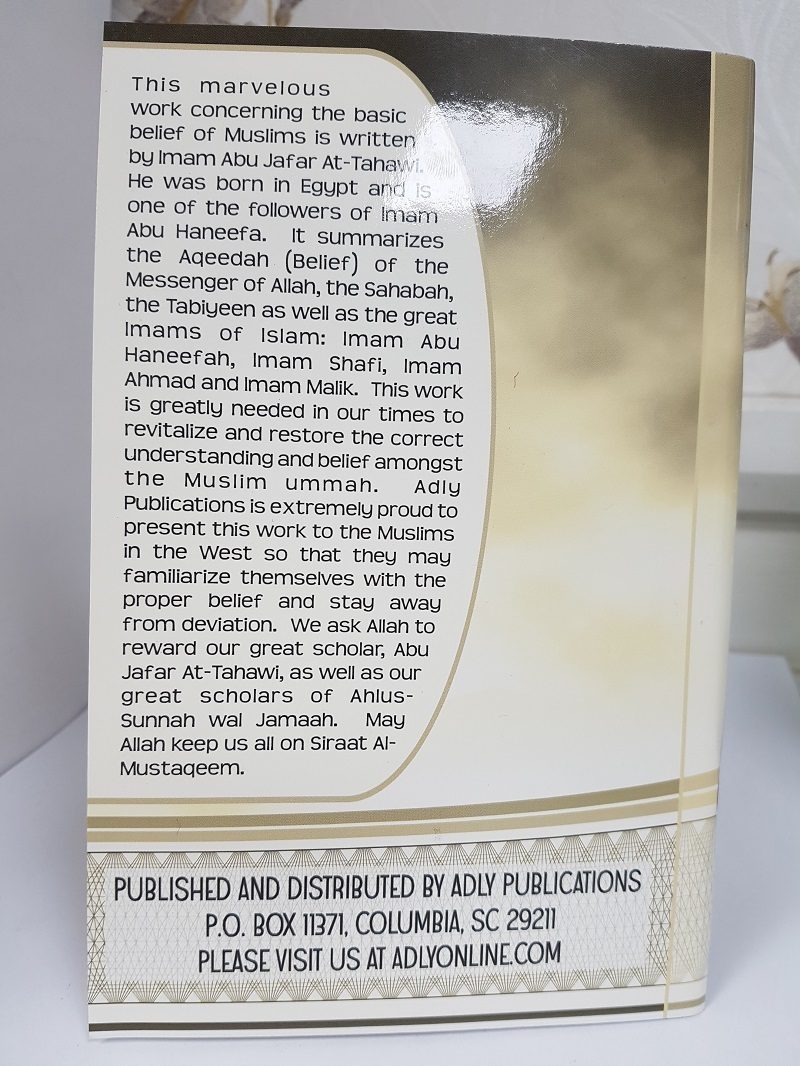 This marvelous
work concerning the basic
belief of Muslims is written
by Imam Abu Jafar At-Tahawi.
He was born in Egypt and is
one of the followers of Imam
Abu Haneefa. It summarizes
the Aqeedah (Belief) of the
Messenger of Allah, the Sahabah,
the Tabiyeen as well as the great
Imams of Islam: Imam Abu
Haneefah, Imam Shafi, Imam
Ahmad and Imam Malik. This work
is greatly needed in our times to
revitalize and restore the correct
understanding and belief amongst
the Muslim ummah. Adly
Publications is extremely proud to
present this work to the Muslims
in the West so that they may
familiarize themselves with the
proper belief and stay away
from deviation. We ask Allah to
reward our great scholar, Abu
Jafar At-Tahawi, as well as our
great scholars of Ahlus-
Sunnah wal Jamaah. May
Allah keep us all on Siraat Al-
Mustaqeem.
PUBLISHED AND DISTRIBUTED BY ADLY PUBLICATIONS
P.O. BOX 11371, COLUMBIA, SC 29211
PLEASE VISIT US AT ADLYONLINE.COM